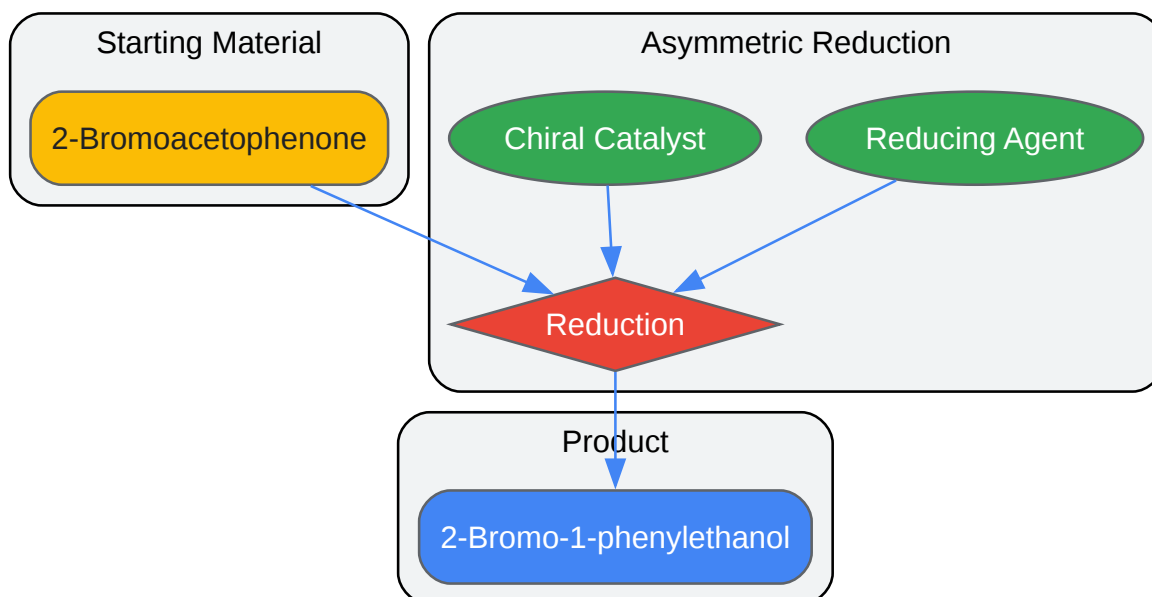 Starting Material
Asymmetric Reduction
2-Bromoacetophenone
Chiral Catalyst
Reducing Agent
Reduction
Product
2-Bromo-1-phenylethanol